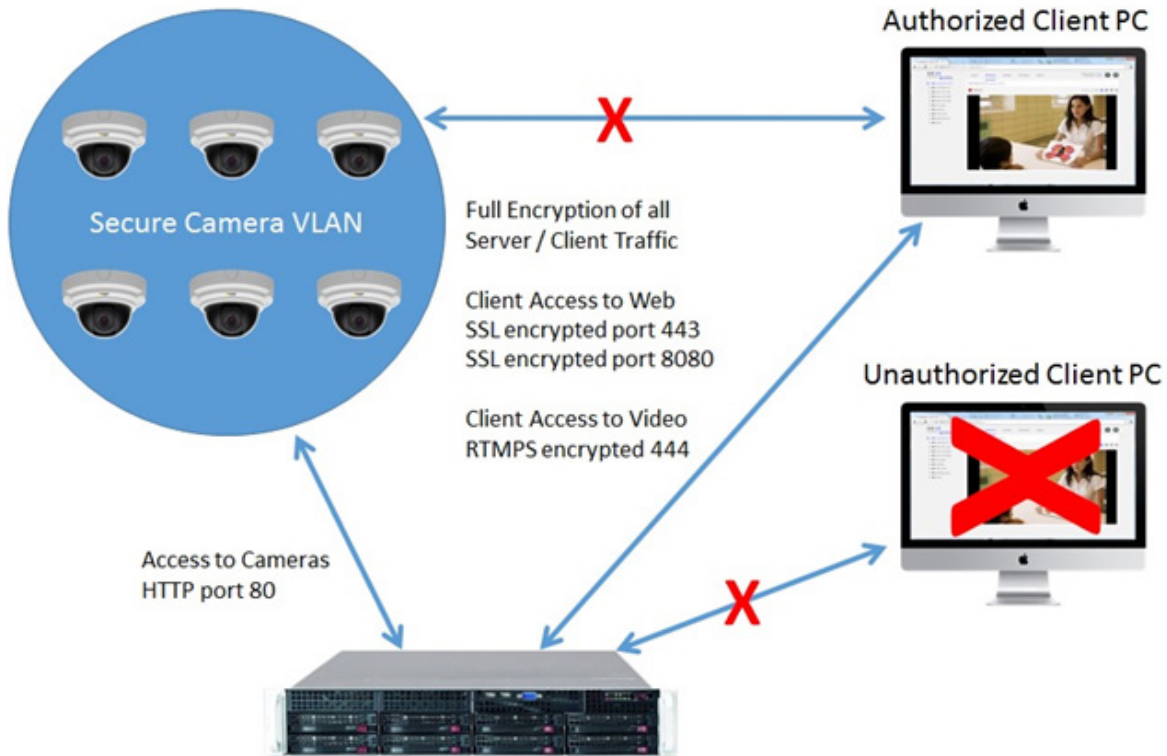 Authorized Client PC
Secure Camera VLAN
X
Full Encryption of all
Server / Client Traffic
Client Access to Web
SSL encrypted port 443
SSL encrypted port 8080
Client Access to Video
RTMPS encrypted 444
Unauthorized Client PC
Access to Cameras
HTTP port 80
X